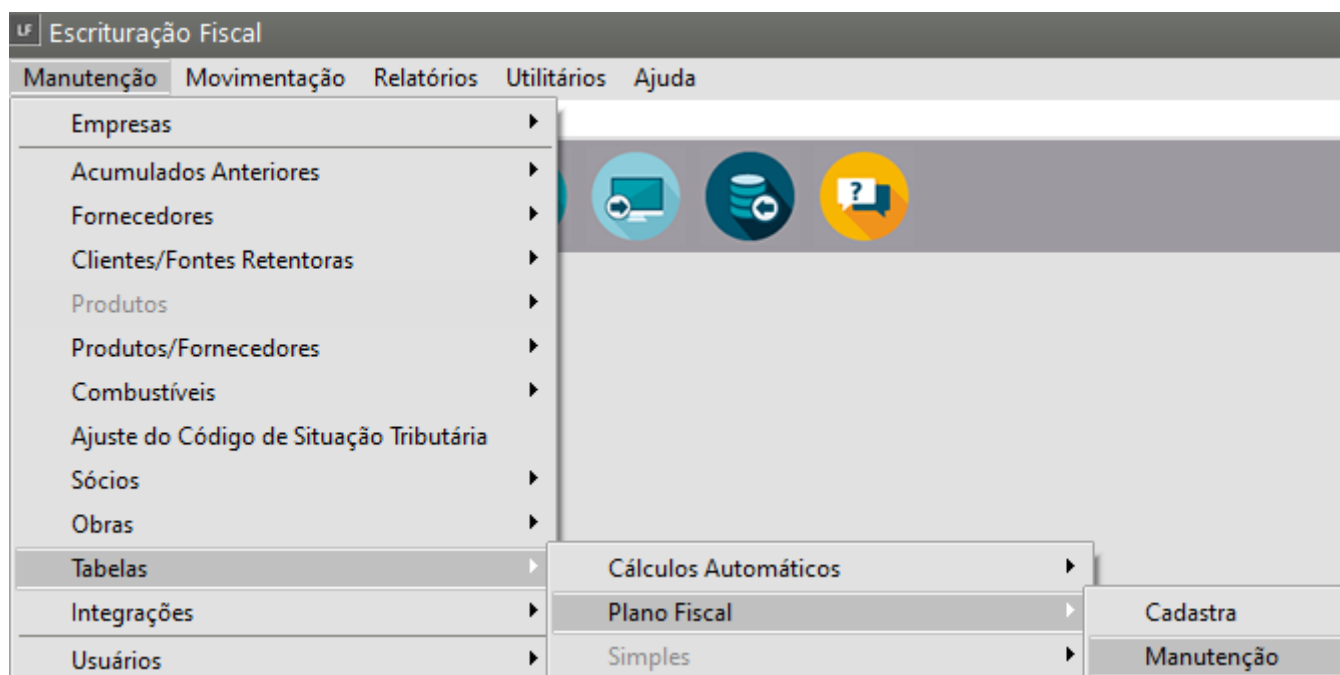 LF Escrituração Fiscal
Manutenção Movimentação Relatórios Utilitários Ajuda
Empresas
Acumulados Anteriores
Fornecedores
Clientes/Fontes Retentoras
Produtos
Produtos/Fornecedores
Combustíveis
Ajuste do Código de Situação Tributária
Sócios
Obras
Tabelas
Integrações
Usuários
Cálculos Automáticos
Plano Fiscal
Simples
Cadastra
Manutenção
?